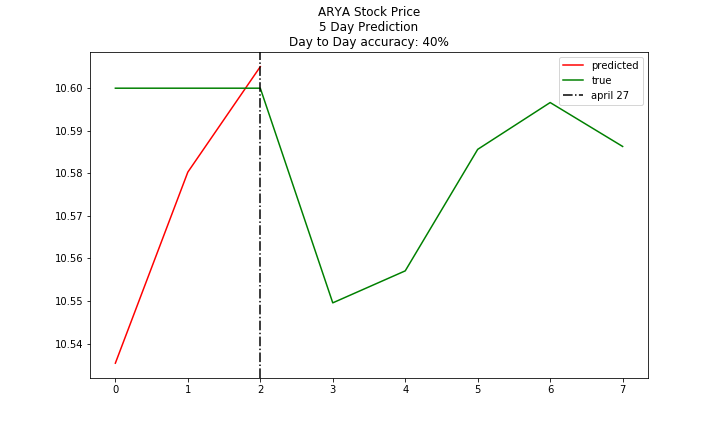 ARYA Stock Price
5 Day Prediction
Day to Day accuracy: 40%
predicted
true
april 27
10.60
10.59
10.58
10.57
10.56
10.55
10.54
0 1 2 3 4 5 6 7